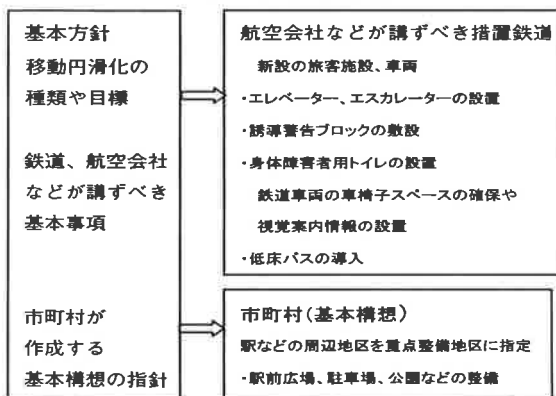 基本方針
移動円滑化の
種類や目標
鉄道、航空会社
などが講ずべき
基本事項
市町村が
作成する
基本構想の指針
航空会社などが講ずべき措置鉄道
新設の旅客施設、車両
・エレベーター、エスカレーターの設置
・誘導警告ブロックの敷設
・身体障害者用トイレの設置
鉄道車両の車椅子スペースの確保や
視覚案内情報の設置
・低床バスの導入
市町村(基本構想)
駅などの周辺地区を重点整備地区に指定
・駅前広場、駐車場、公園などの整備